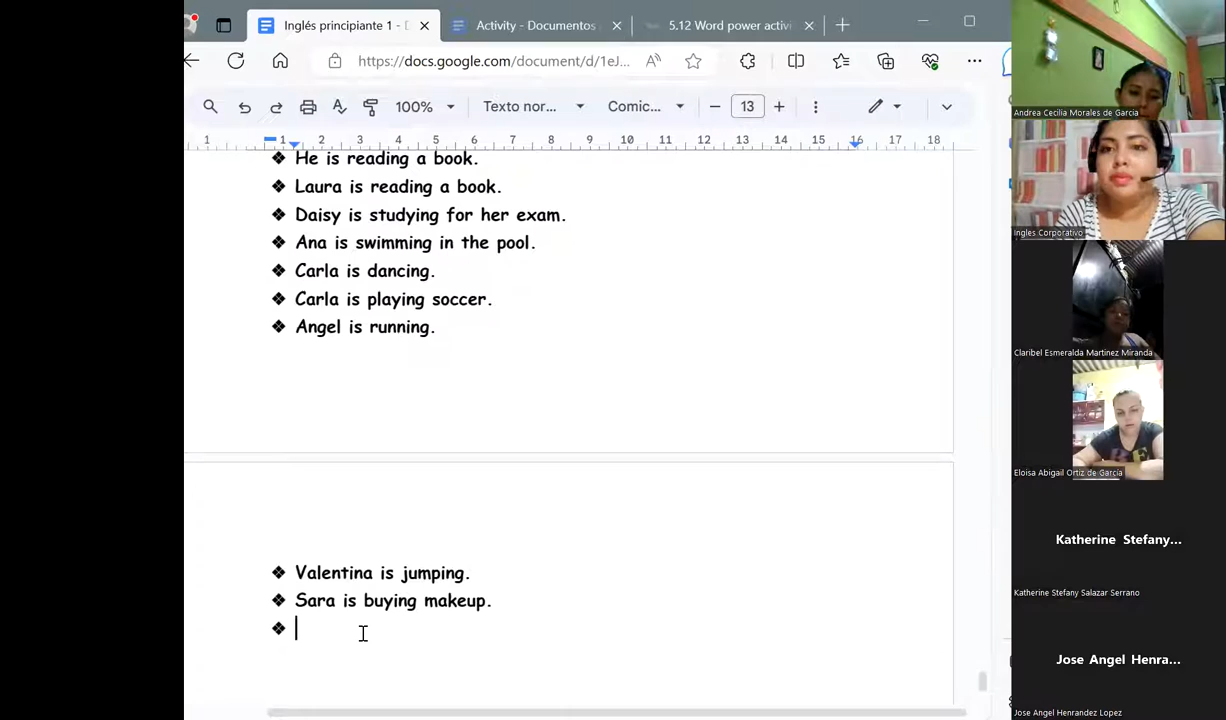 Inglés principiante 1 - D
Activity - Documentos
5.12 Word power activi
https://docs.google.com/document/d/1eJ...
100%
Texto nor...
Comic...
13
1 1 2 3 4 5 6 7 8 9 10 11 12 13 14 15 16 17 18
He is reading a book.
Laura is reading a book.
Daisy is studying for her exam.
Ana is swimming in the pool.
Carla is dancing.
Carla is playing soccer.
Angel is running.
Valentina is jumping.
Sara is buying makeup.
Andrea Cecilia Morales de Garcia
Ingles Corporativo
Claribel Esmeralda Martinez Miranda
Eloisa Abigail Ortiz de García
Katherine Stefany...
Katherine Stefany Salazar Serrano
Jose Angel Henra...
Jose Angel Henrandez Lopez